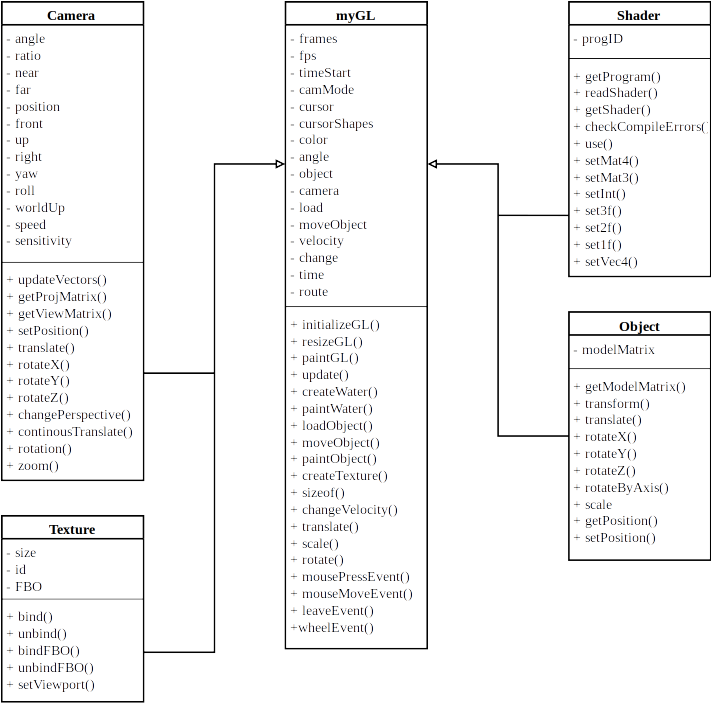 Camera
- angle
- ratio
- near
- far
- position
- front
- up
- right
- yaw
- roll
- worldUp
- speed
- sensitivity
+ updateVectors()
+ getProjMatrix()
+ getViewMatrix()
+ setPosition()
+ translate()
+ rotateX()
+ rotateY()
+ rotateZ()
+ changePerspective()
+ continousTranslate()
+ rotation()
+ zoom()
Texture
- size
- id
- FBO
+ bind()
+ unbind()
+ bindFBO()
+ unbindFBO()
+ setViewport()
myGL
- frames
- fps
- timeStart
- camMode
- cursor
- cursorShapes
- color
- angle
- object
- camera
- load
- moveObject
- velocity
- change
- time
- route
+ initializeGL()
+ resizeGL()
+ paintGL()
+ update()
+ createWater()
+ paintWater()
+ loadObject()
+ moveObject()
+ paintObject()
+ createTexture()
+ sizeof()
+ changeVelocity()
+ translate()
+ scale()
+ rotate()
+ mousePressEvent()
+ mouseMoveEvent()
+ leaveEvent()
+wheelEvent()
Shader
- progID
+ getProgram()
+ readShader()
+ getShader()
+ checkCompileErrors()
+ use()
+ setMat4()
+ setMat3()
+ setInt()
+ set3f()
+ set2f()
+ set1f()
+ setVec4()
Object
- modelMatrix
+ getModelMatrix()
+ transform()
+ translate()
+ rotateX()
+ rotateY()
+ rotateZ()
+ rotateByAxis()
+ scale
+ getPosition()
+ setPosition()